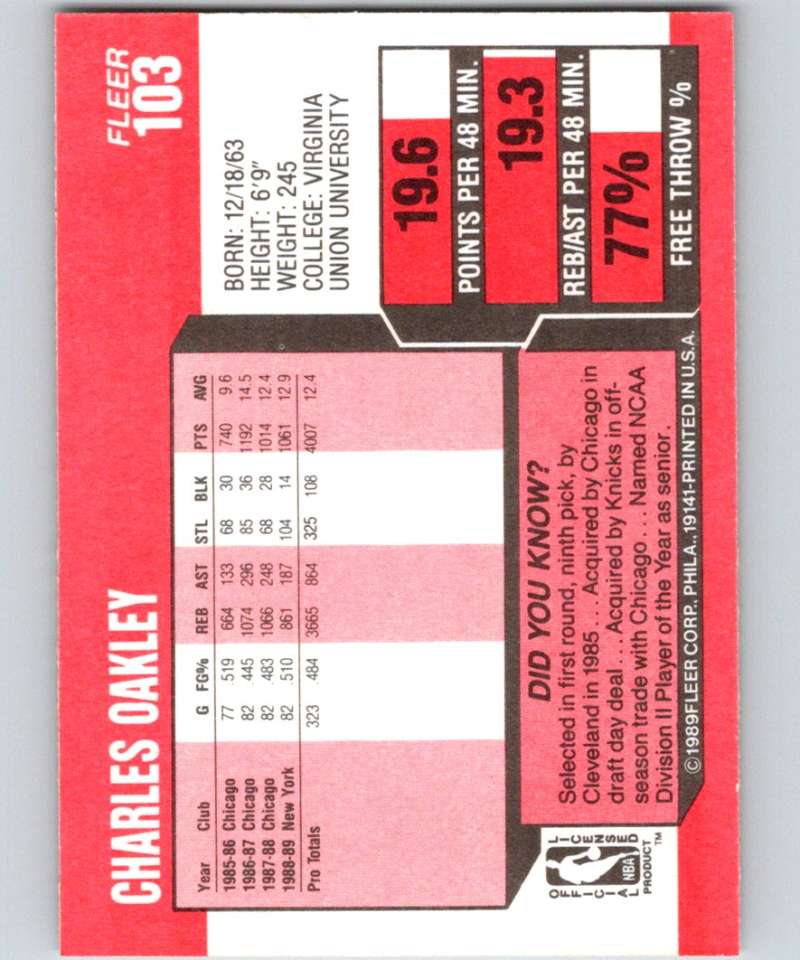 CHARLES OAKLEY
FLEER
103
Year Club G FG% REB AST STL BLK PTS AVG
1985-86 Chicago 77 .519 664 133 68 30 740 9.6
1986-87 Chicago 82 .445 1074 296 85 36 1192 14.5
1987-88 Chicago 82 .483 1066 248 68 28 1014 12.4
1988-89 New York 82 .510 861 187 104 14 1061 12.9
Pro Totals 323 .484 3665 864 325 108 4007 12.4
BORN: 12/18/63
HEIGHT: 6'9"
WEIGHT: 245
COLLEGE: VIRGINIA
UNION UNIVERSITY
19.6
POINTS PER 48 MIN.
19.3
REB/AST PER 48 MIN.
77%
FREE THROW %
DID YOU KNOW?
Selected in first round, ninth pick, by
Cleveland in 1985 ... Acquired by Chicago in
draft day deal ... Acquired by Knicks in off-
season trade with Chicago ... Named NCAA
Division II Player of the Year as senior.
OFFICIAL
LICENSED
NBA
PRODUCT™
©1989FLEER CORP., PHILA., 19141-PRINTED IN U.S.A.